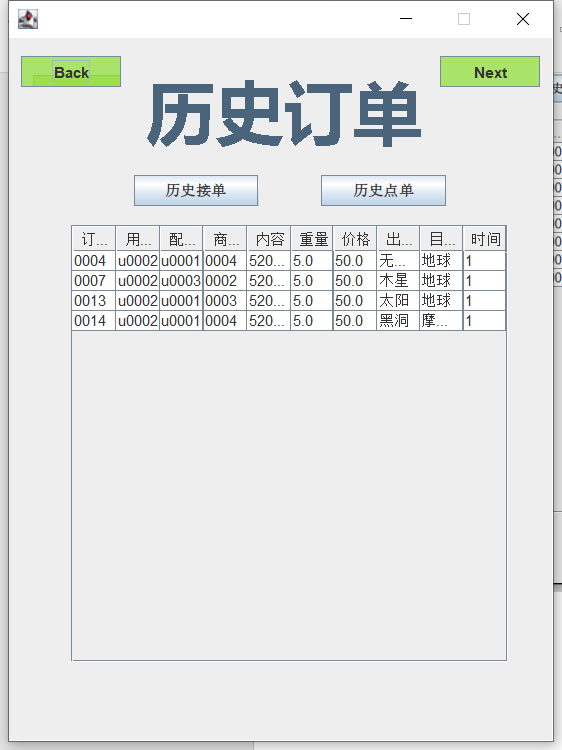 Back
Next
历史订单
历史接单 历史点单
订... 用... 配... 商... 内容 重量 价格 出... 目... 时间
0004 u0002 u0001 0004 520... 5.0 50.0 无... 地球 1
0007 u0002 u0003 0002 520... 5.0 50.0 木星 地球 1
0013 u0002 u0001 0003 520... 5.0 50.0 太阳 地球 1
0014 u0002 u0001 0004 520... 5.0 50.0 黑洞 摩... 1